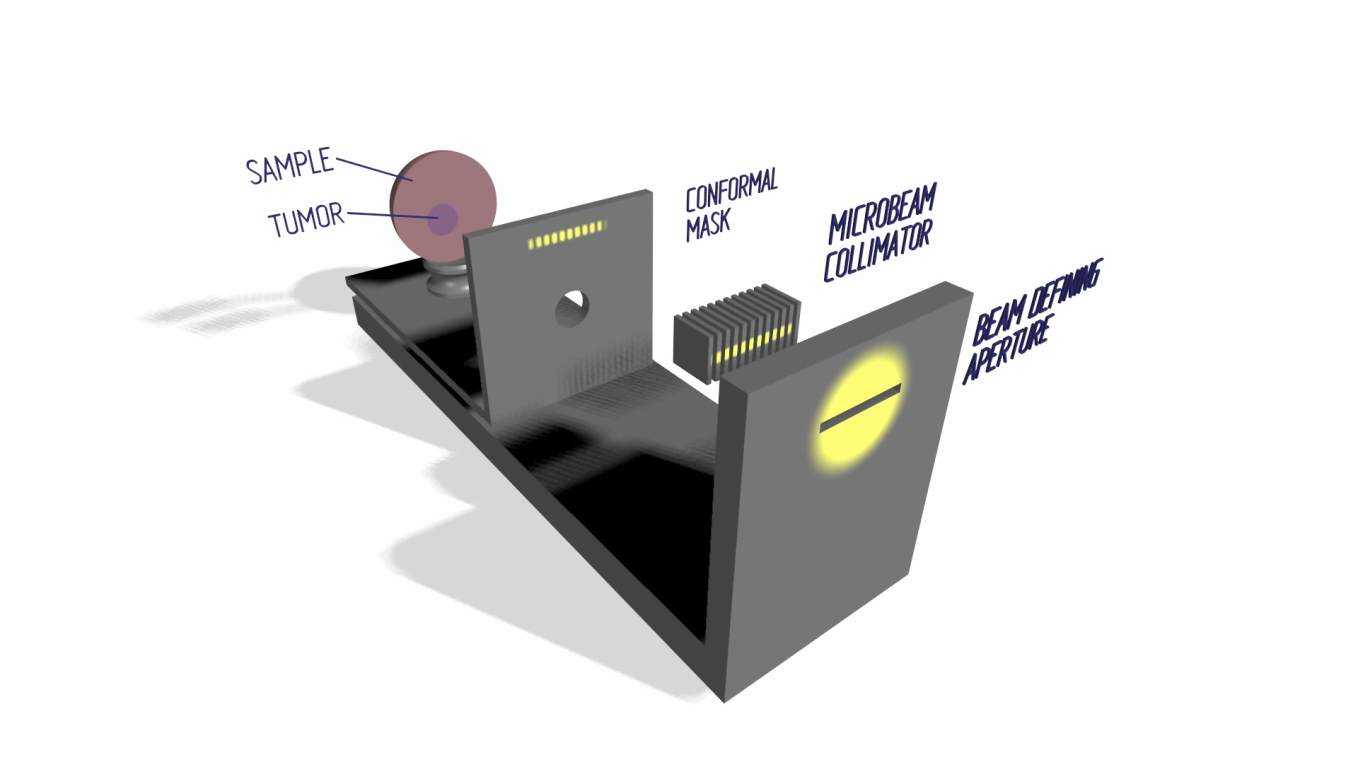 SAMPLE
TUMOR
CONFORMAL
MASK
MICROBEAM
COLLIMATOR
BEAM DEFINING
APERTURE